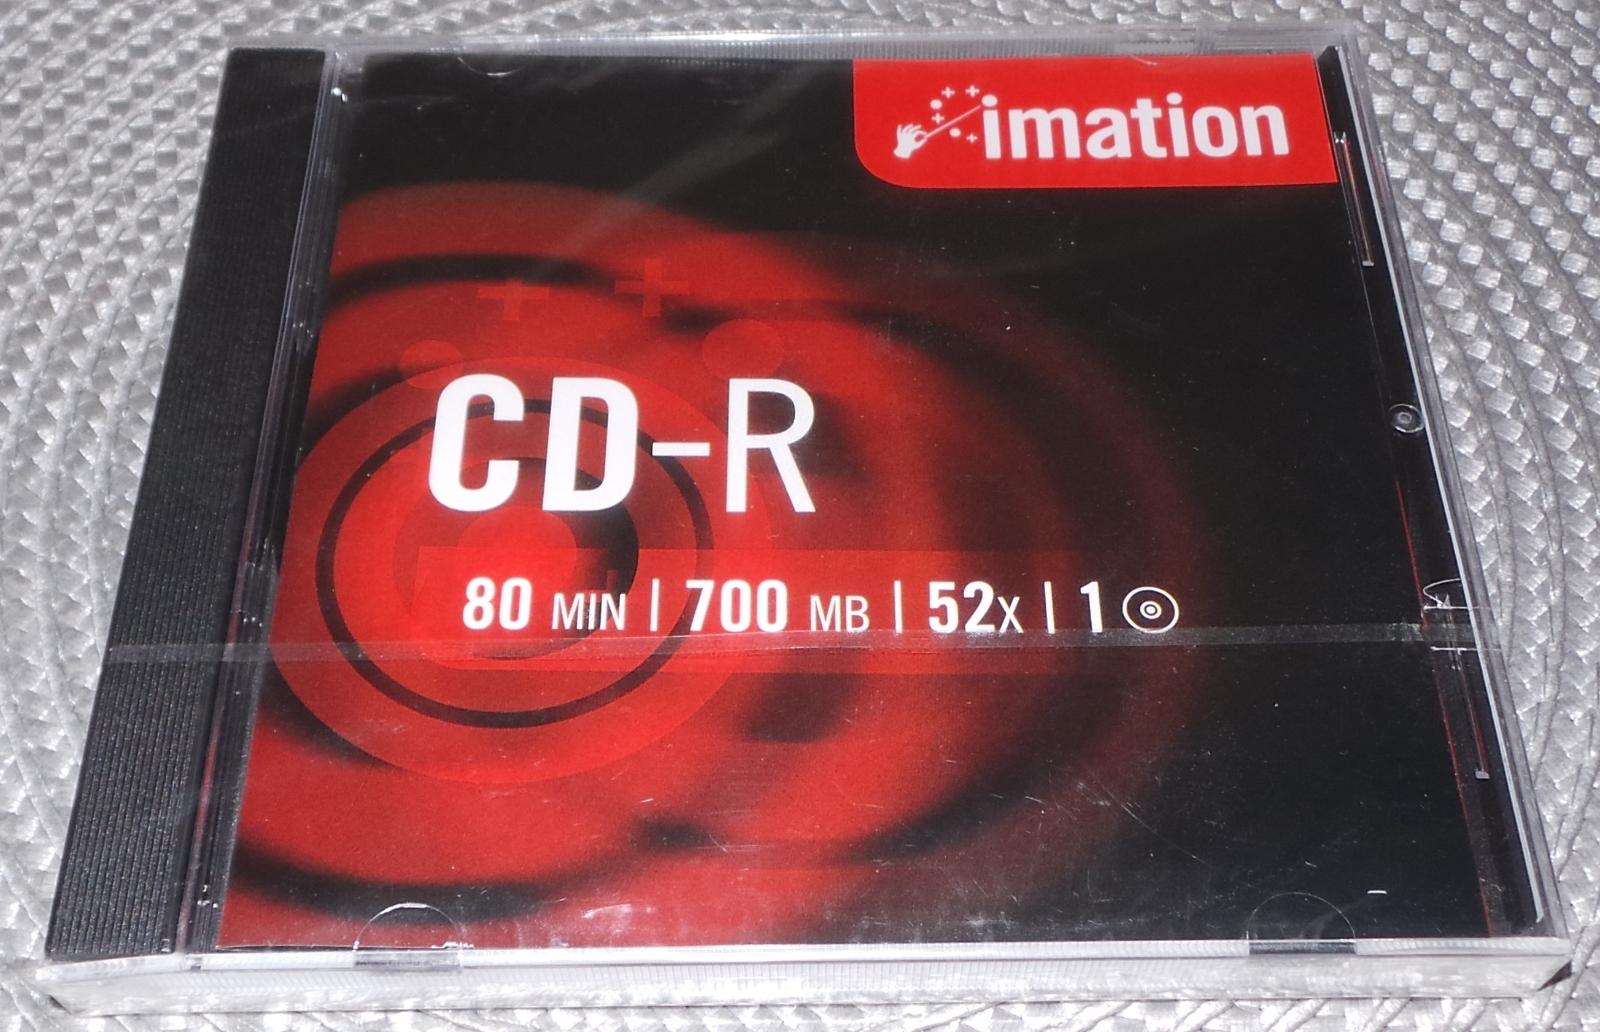 imation
CD-R
80 MIN | 700 MB | 52X | 1